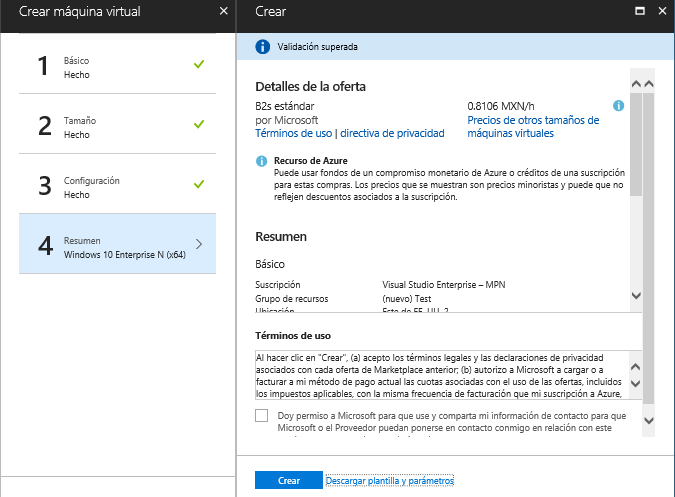 Crear máquina virtual
1
Básico
Hecho
2
Tamaño
Hecho
3
Configuración
Hecho
4
Resumen
Windows 10 Enterprise N (x64)
Crear
Validación superada
Detalles de la oferta
B2s estándar
por Microsoft
Términos de uso | directiva de privacidad
0.8106 MXN/h
Precios de otros tamaños de
máquinas virtuales
Recurso de Azure
Puede usar fondos de un compromiso monetario de Azure o créditos de una suscripción
para estas compras. Los precios que se muestran son precios minoristas y puede que no
reflejen descuentos asociados a la suscripción.
Resumen
Básico
Suscripción Visual Studio Enterprise – MPN
Grupo de recursos (nuevo) Test
Ubicación Este de EE. UU. 2
Términos de uso
Al hacer clic en "Crear", (a) acepto los términos legales y las declaraciones de privacidad
asociados con cada oferta de Marketplace anterior; (b) autorizo a Microsoft a cargar o a
facturar a mi método de pago actual las cuotas asociadas con el uso de las ofertas, incluidos
los impuestos aplicables, con la misma frecuencia de facturación que mi suscripción a Azure,
Doy permiso a Microsoft para que use y comparta mi información de contacto para que
Microsoft o el Proveedor puedan ponerse en contacto conmigo en relación con este
Crear
Descargar plantilla y parámetros